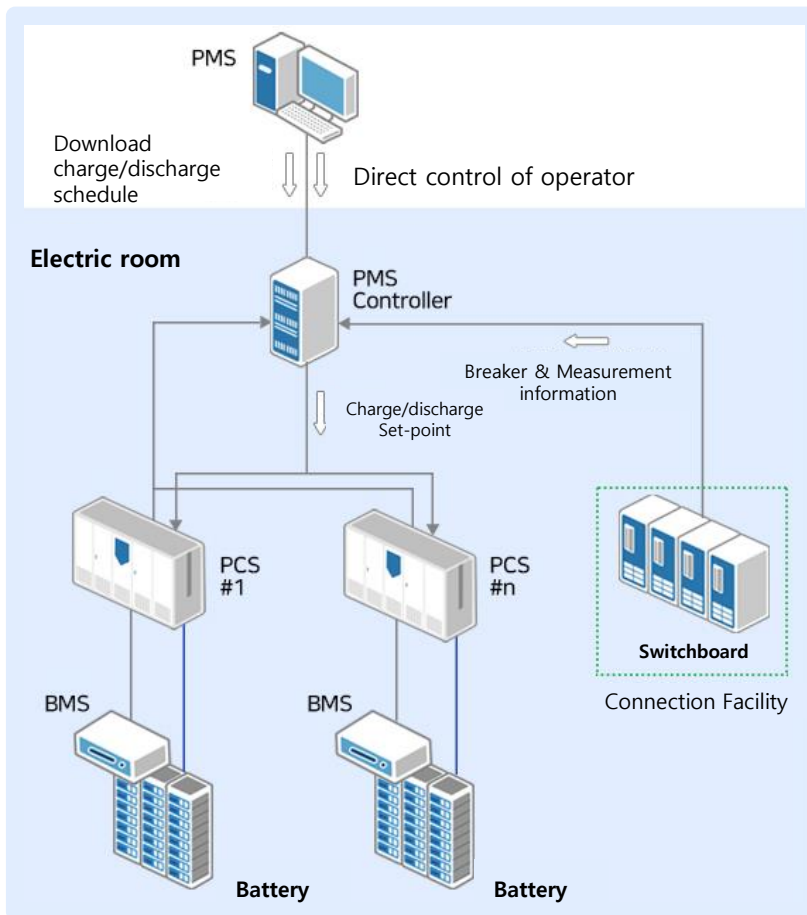 PMS
Download
charge/discharge
schedule
Direct control of operator
Electric room
PMS
Controller
Breaker & Measurement
information
Charge/discharge
Set-point
PCS
#1
PCS
#n
Switchboard
Connection Facility
BMS
BMS
Battery
Battery